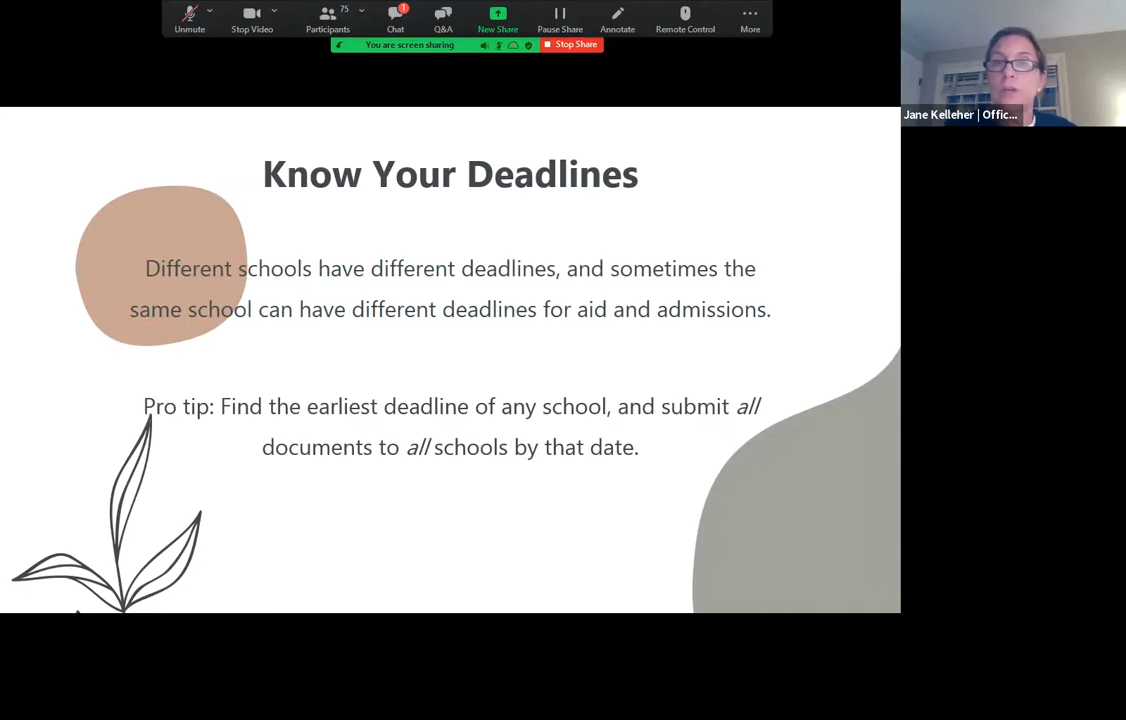 75
1
Unmute
Stop Video
Participants
Chat
Q&A
New Share
Pause Share
Annotate
Remote Control
More
You are screen sharing
Stop Share
Jane Kelleher | Offic...
Know Your Deadlines
Different schools have different deadlines, and sometimes the
same school can have different deadlines for aid and admissions.
Pro tip: Find the earliest deadline of any school, and submit all
documents to all schools by that date.